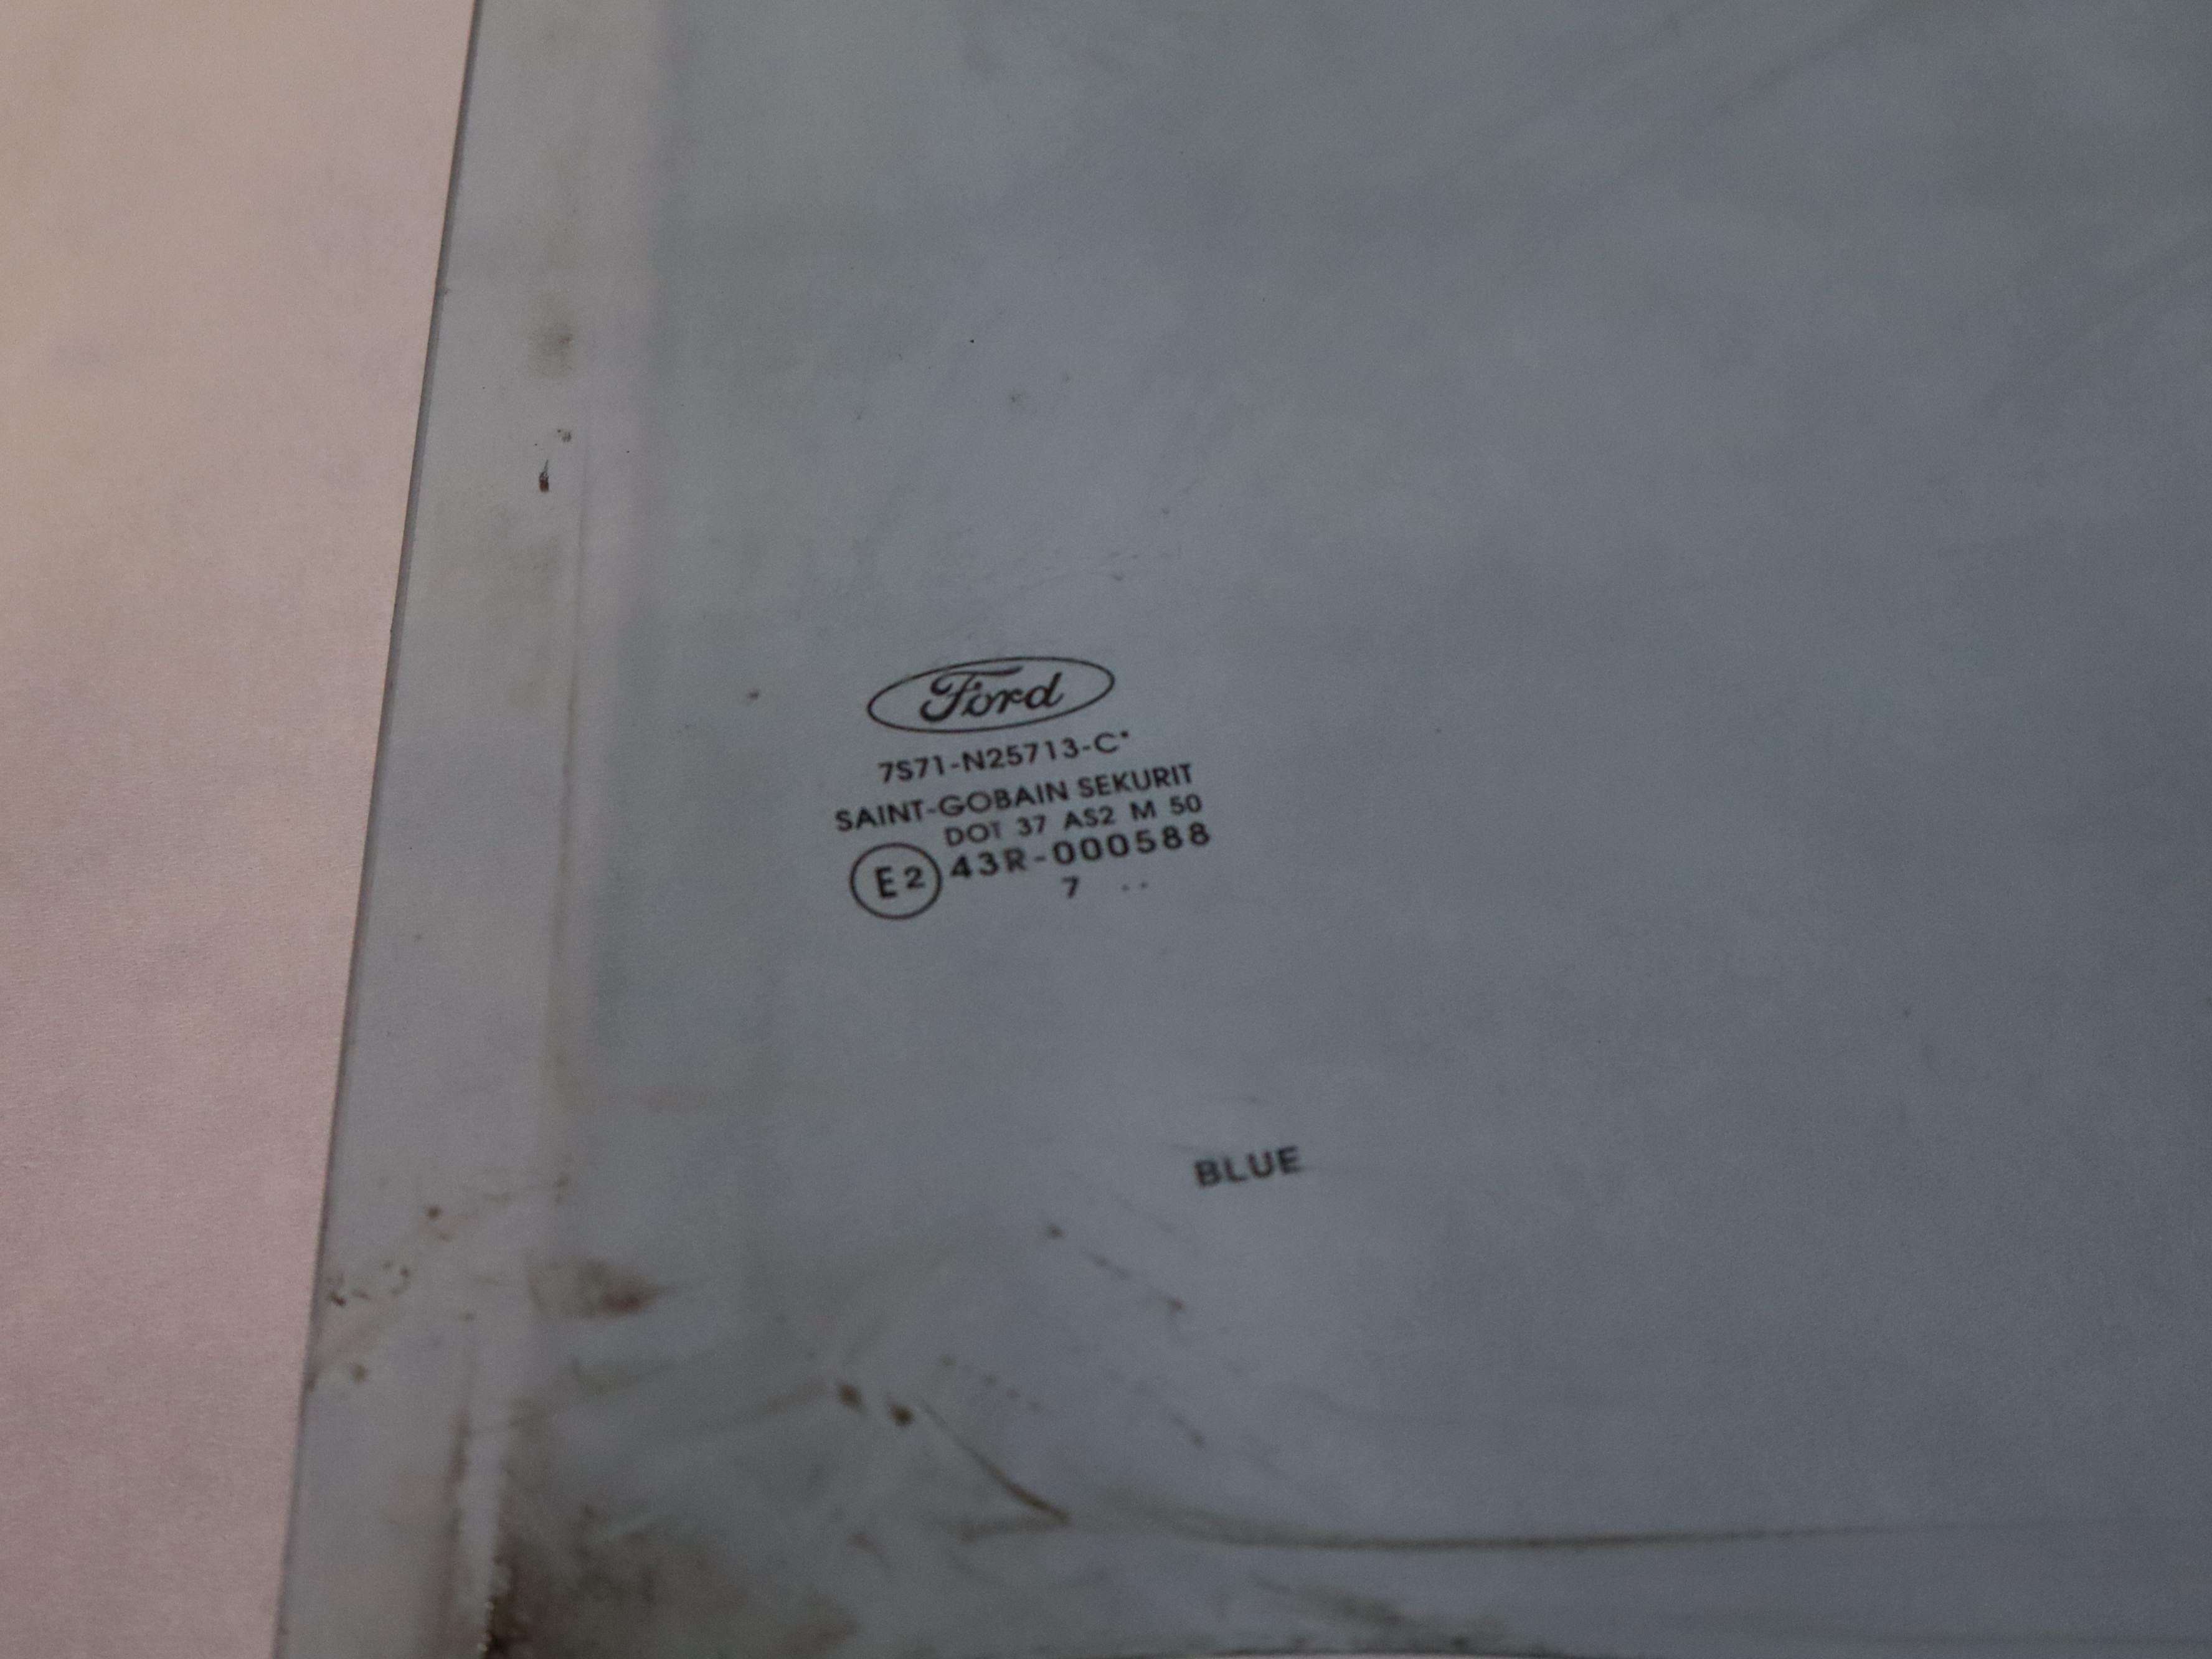 Ford
7S71-N25713-C*
SAINT-GOBAIN SEKURIT
DOT 37 AS2 M 50
E2 43R-000588
7 ..
BLUE